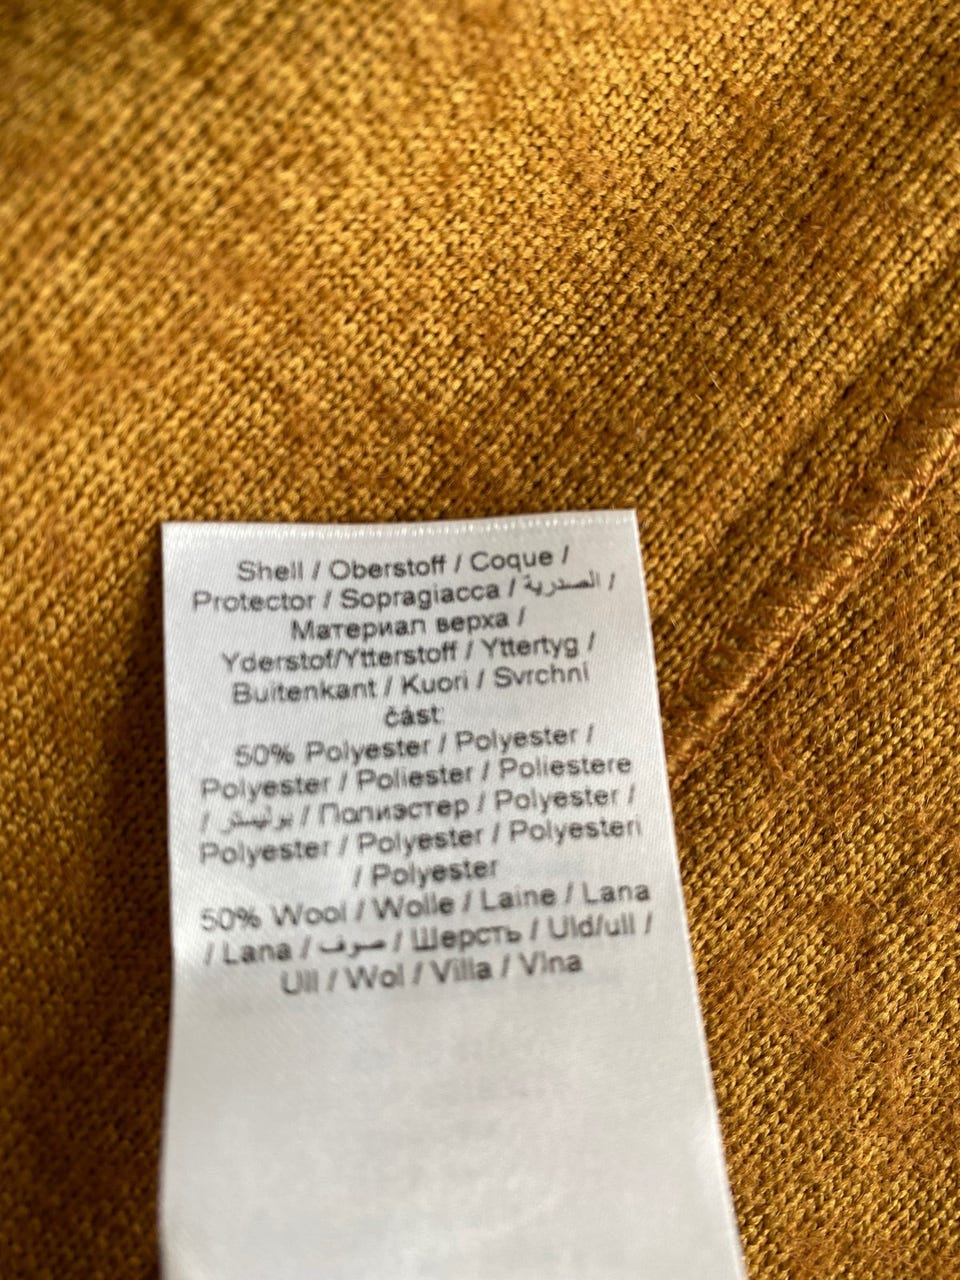 Shell / Oberstoff / Coque /
Protector / Sopragiacca / الصدرية /
Материал верха /
Yderstof/Ytterstoff / Yttertyg /
Buitenkant / Kuori / Svrchní
část:
50% Polyester / Polyester /
Polyester / Poliester / Poliestere
/ بوليستر / Полиэстер / Polyester /
Polyester / Polyester / Polyesteri
/ Polyester
50% Wool / Wolle / Laine / Lana
/ Lana / صوف / Шерсть / Uld/ull /
Ull / Wol / Villa / Vlna